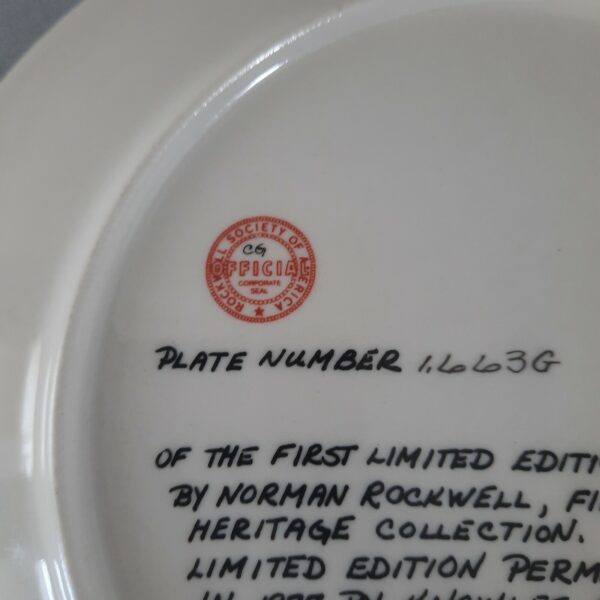 ROCKWELL SOCIETY OF AMERICA
CG
OFFICIAL
CORPORATE
SEAL
PLATE NUMBER 1.663G
OF THE FIRST LIMITED EDITI
BY NORMAN ROCKWELL, FI
HERITAGE COLLECTION.
LIMITED EDITION PERM
IN